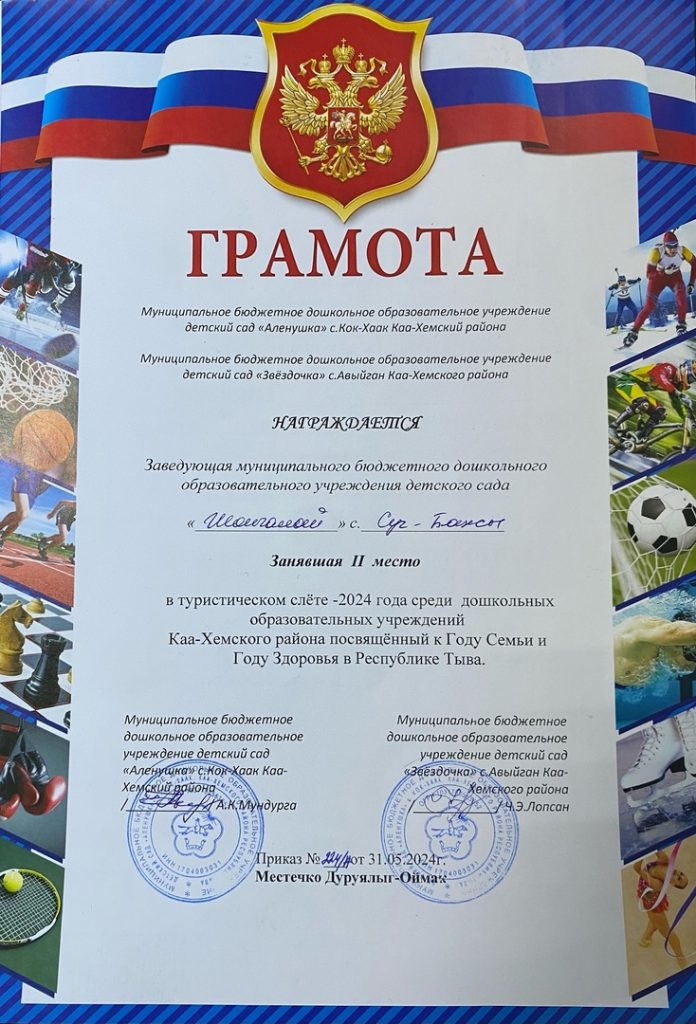 ГРАМОТА
Муниципальное бюджетное дошкольное образовательное учреждение
детский сад «Аленушка» с.Кок-Хаак Каа-Хемский района
Муниципальное бюджетное дошкольное образовательное учреждение
детский сад «Звёздочка» с.Авыйган Каа-Хемского района
НАГРАЖДАЕТСЯ
Заведующая муниципального бюджетного дошкольного
образовательного учреждения детского сада
«Шончалай» с. Суг-Бажы
Занявшая II место
в туристическом слёте -2024 года среди дошкольных
образовательных учреждений
Каа-Хемского района посвящённый к Году Семьи и
Году Здоровья в Республике Тыва.
Муниципальное бюджетное
дошкольное образовательное
учреждение детский сад
«Аленушка» с.Кок-Хаак Каа-
Хемский района
/ А.К.Мундурга
Муниципальное бюджетное
дошкольное образовательное
учреждение детский сад
«Звёздочка» с.Авыйган Каа-
Хемского района
/ Ч.Э.Лопсан
Приказ № от 31.05.2024г.
Местечко Дуруялыг-Оймак